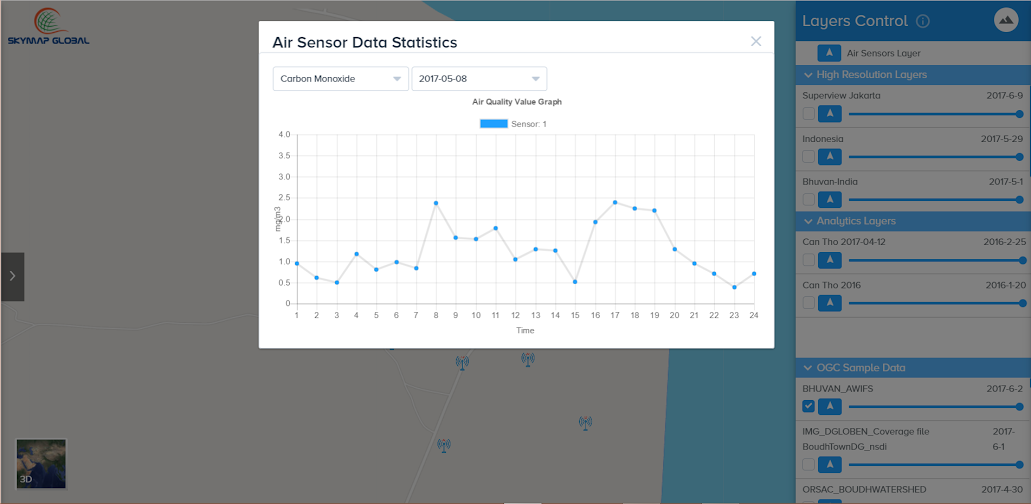 SKYMAP GLOBAL
Air Sensor Data Statistics
Carbon Monoxide
2017-05-08
Air Quality Value Graph
Sensor: 1
4.0
3.5
3.0
2.5
2.0
1.5
1.0
0.5
0
mg/m3
1 2 3 4 5 6 7 8 9 10 11 12 13 14 15 16 17 18 19 20 21 22 23 24
Time
3D
Layers Control
Air Sensors Layer
High Resolution Layers
Superview Jakarta 2017-6-9
Indonesia 2017-5-29
Bhuvan-India 2017-5-1
Analytics Layers
Can Tho 2017-04-12 2016-2-25
Can Tho 2016 2016-1-20
OGC Sample Data
BHUVAN_AWIFS 2017-6-2
IMG_DGLOBEN_Coverage file 2017-
BoudhTownDG_nsdi 6-1
ORSAC_BOUDHWATERSHED 2017-4-30